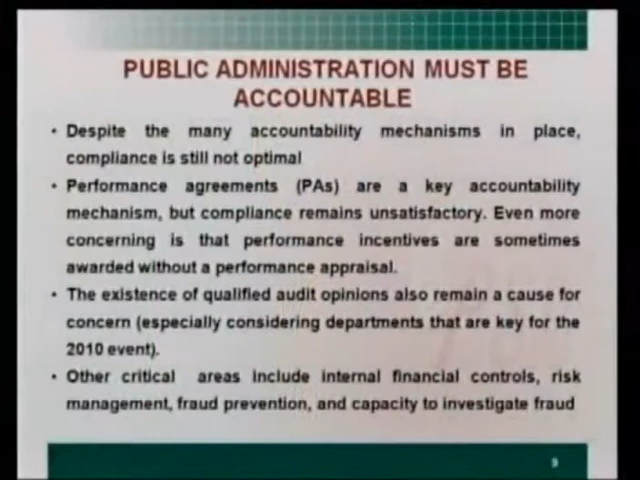 PUBLIC ADMINISTRATION MUST BE
ACCOUNTABLE
• Despite the many accountability mechanisms in place,
compliance is still not optimal
• Performance agreements (PAs) are a key accountability
mechanism, but compliance remains unsatisfactory. Even more
concerning is that performance incentives are sometimes
awarded without a performance appraisal.
• The existence of qualified audit opinions also remain a cause for
concern (especially considering departments that are key for the
2010 event).
• Other critical areas include internal financial controls, risk
management, fraud prevention, and capacity to investigate fraud
9